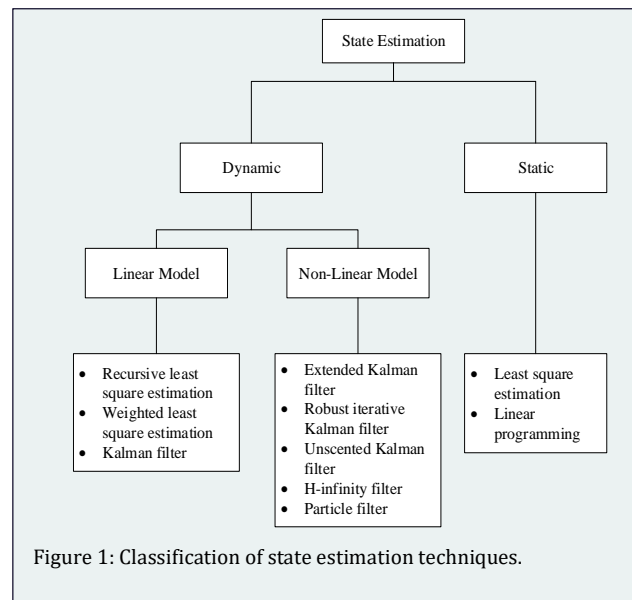 State Estimation
Dynamic
Static
Linear Model
Non-Linear Model
• Recursive least
square estimation
• Weighted least
square estimation
• Kalman filter
• Extended Kalman
filter
• Robust iterative
Kalman filter
• Unscented Kalman
filter
• H-infinity filter
• Particle filter
• Least square
estimation
• Linear
programming
Figure 1: Classification of state estimation techniques.